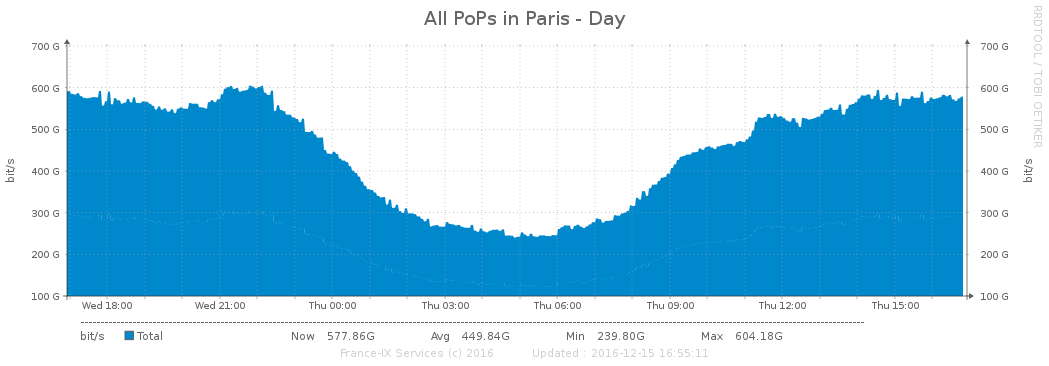 All PoPs in Paris - Day
RRDTOOL / TOBI OETIKER
700 G 700 G
600 G 600 G
500 G 500 G
400 G 400 G
300 G 300 G
200 G 200 G
100 G 100 G
bit/s bit/s
Wed 18:00 Wed 21:00 Thu 00:00 Thu 03:00 Thu 06:00 Thu 09:00 Thu 12:00 Thu 15:00
bit/s Total Now 577.86G Avg 449.84G Min 239.80G Max 604.18G
France-IX Services (c) 2016 Updated : 2016-12-15 16:55:11